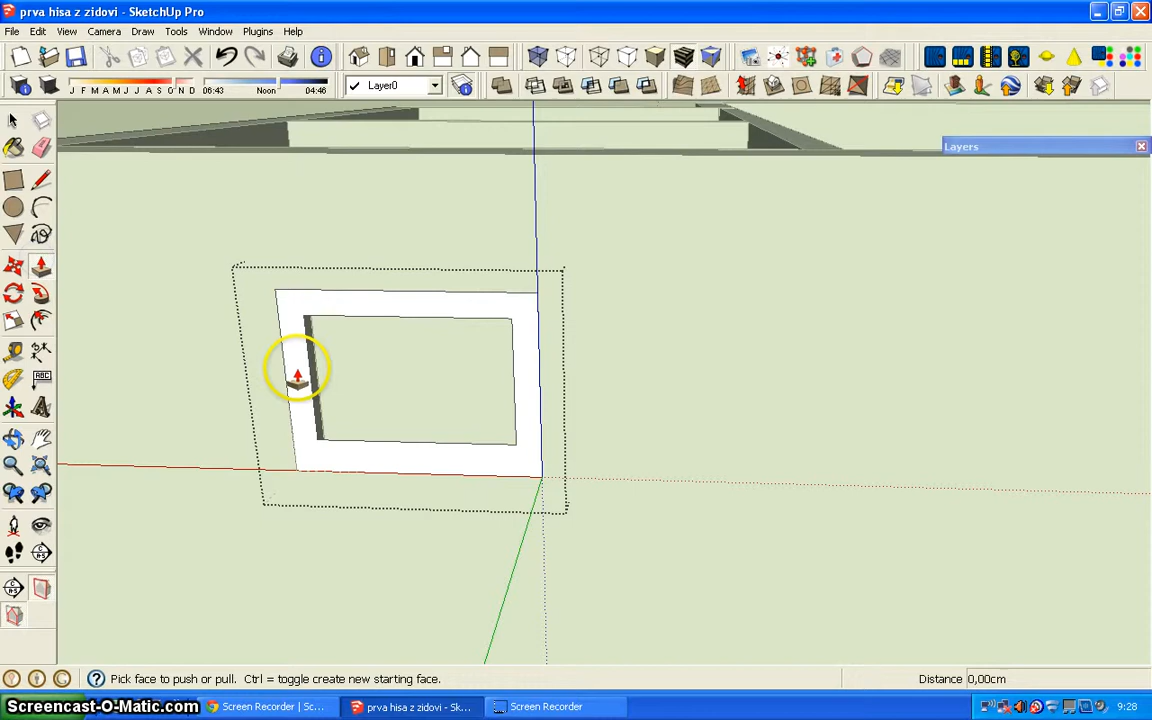 prva hisa z zidovi - SketchUp Pro
File Edit View Camera Draw Tools Window Plugins Help
J F M A M J J A S O N D 06:43 Noon 04:46 Layer0
Layers
ABC
Pick face to push or pull. Ctrl = toggle create new starting face. Distance 0,00cm
Screencast-O-Matic.com Screen Recorder | Sc... prva hisa z zidovi - Sk... Screen Recorder 9:28